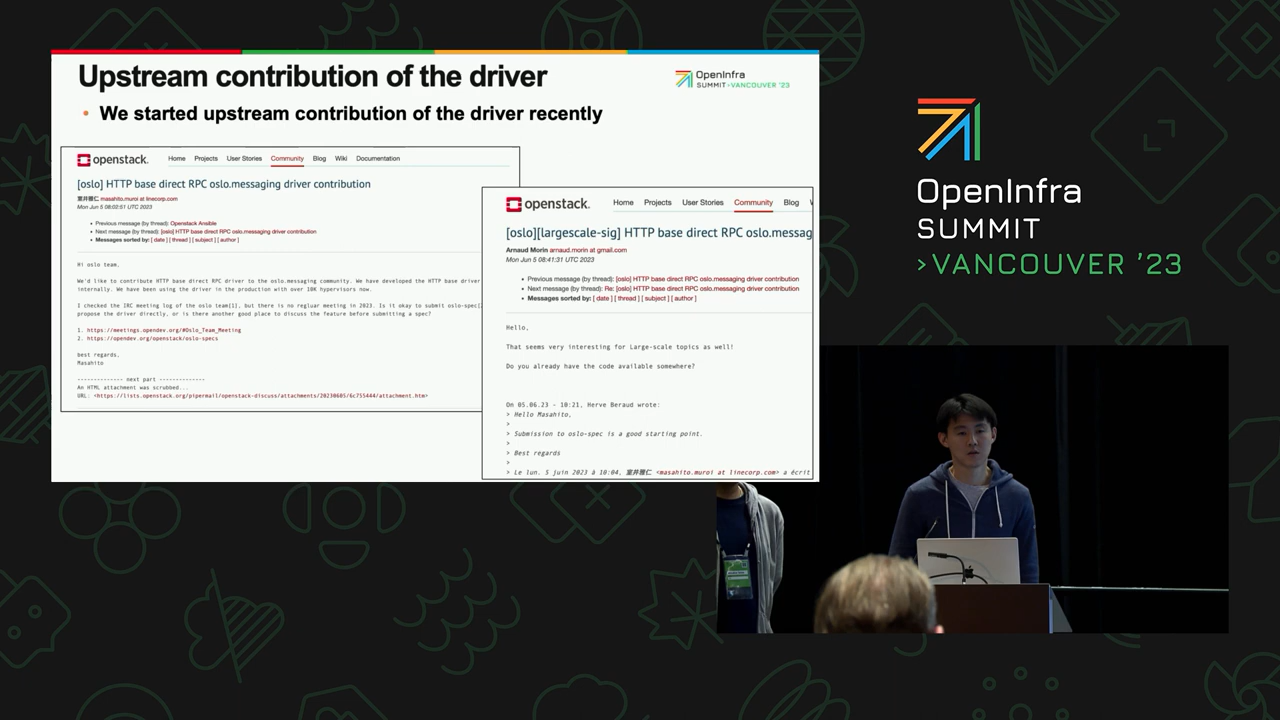 Upstream contribution of the driver
OpenInfra
SUMMIT >VANCOUVER '23
• We started upstream contribution of the driver recently
openstack.
Home Projects User Stories Community Blog Wiki Documentation
[oslo] HTTP base direct RPC oslo.messaging driver contribution
室井雅仁 masahito.muroi at linecorp.com
Mon Jun 5 08:02:51 UTC 2023
• Previous message (by thread): Openstack Ansible
• Next message (by thread): [oslo] HTTP base direct RPC oslo.messaging driver contribution
• Messages sorted by: [ date ] [ thread ] [ subject ] [ author ]
Hi oslo team,
We'd like to contribute HTTP base direct RPC driver to the oslo.messaging community. We have developed the HTTP base driver
internally. We have been using the driver in the production with over 10K hypervisors now.
I checked the IRC meeting log of the oslo team[1], but there is no regluar meeting in 2023. Is it okay to submit oslo-spec[
propose the driver directly, or is there another good place to discuss the feature before submitting a spec?
1. https://meetings.opendev.org/#Oslo_Team_Meeting
2. https://opendev.org/openstack/oslo-specs
best regards,
Masahito
-------------- next part --------------
An HTML attachment was scrubbed...
URL: <https://lists.openstack.org/pipermail/openstack-discuss/attachments/20230605/6c755444/attachment.htm>
openstack.
Home Projects User Stories Community Blog
[oslo][largescale-sig] HTTP base direct RPC oslo.messag
Arnaud Morin arnaud.morin at gmail.com
Mon Jun 5 08:41:31 UTC 2023
• Previous message (by thread): [oslo] HTTP base direct RPC oslo.messaging driver contribution
• Next message (by thread): Re: [oslo] HTTP base direct RPC oslo.messaging driver contribution
• Messages sorted by: [ date ] [ thread ] [ subject ] [ author ]
Hello,
That seems very interesting for Large-scale topics as well!
Do you already have the code available somewhere?
On 05.06.23 - 10:21, Herve Beraud wrote:
> Hello Masahito,
>
> Submission to oslo-spec is a good starting point.
>
> Best regards
>
> Le lun. 5 juin 2023 à 10:04, 室井雅仁 <masahito.muroi at linecorp.com> a écrit
OpenInfra
SUMMIT
>VANCOUVER '23